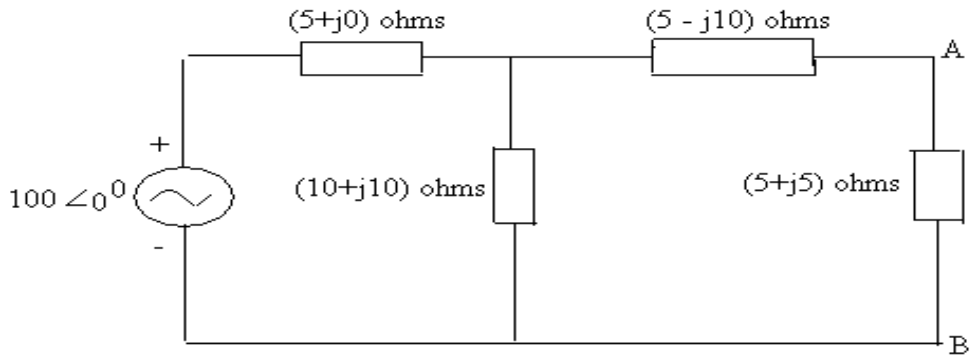 (5+j0) ohms
(5 - j10) ohms
A
+
100 ∠0⁰
(10+j10) ohms
(5+j5) ohms
-
B